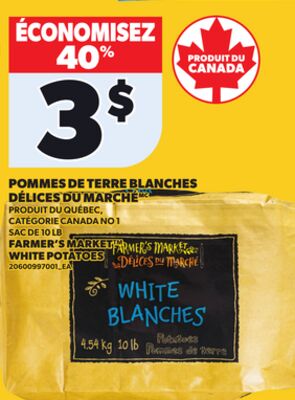 ÉCONOMISEZ
40%
3$
PRODUIT DU
CANADA
POMMES DE TERRE BLANCHES
DÉLICES DU MARCHÉ MC
PRODUIT DU QUÉBEC,
CATÉGORIE CANADA NO 1
SAC DE 10 LB
FARMER'S MARKET
WHITE POTATOES
20600997001_EA
FARMER'S MARKET
DÉLICES DU MARCHÉ
WHITE
BLANCHES
4.54 kg 10 lb
Potatoes
Pommes de terre